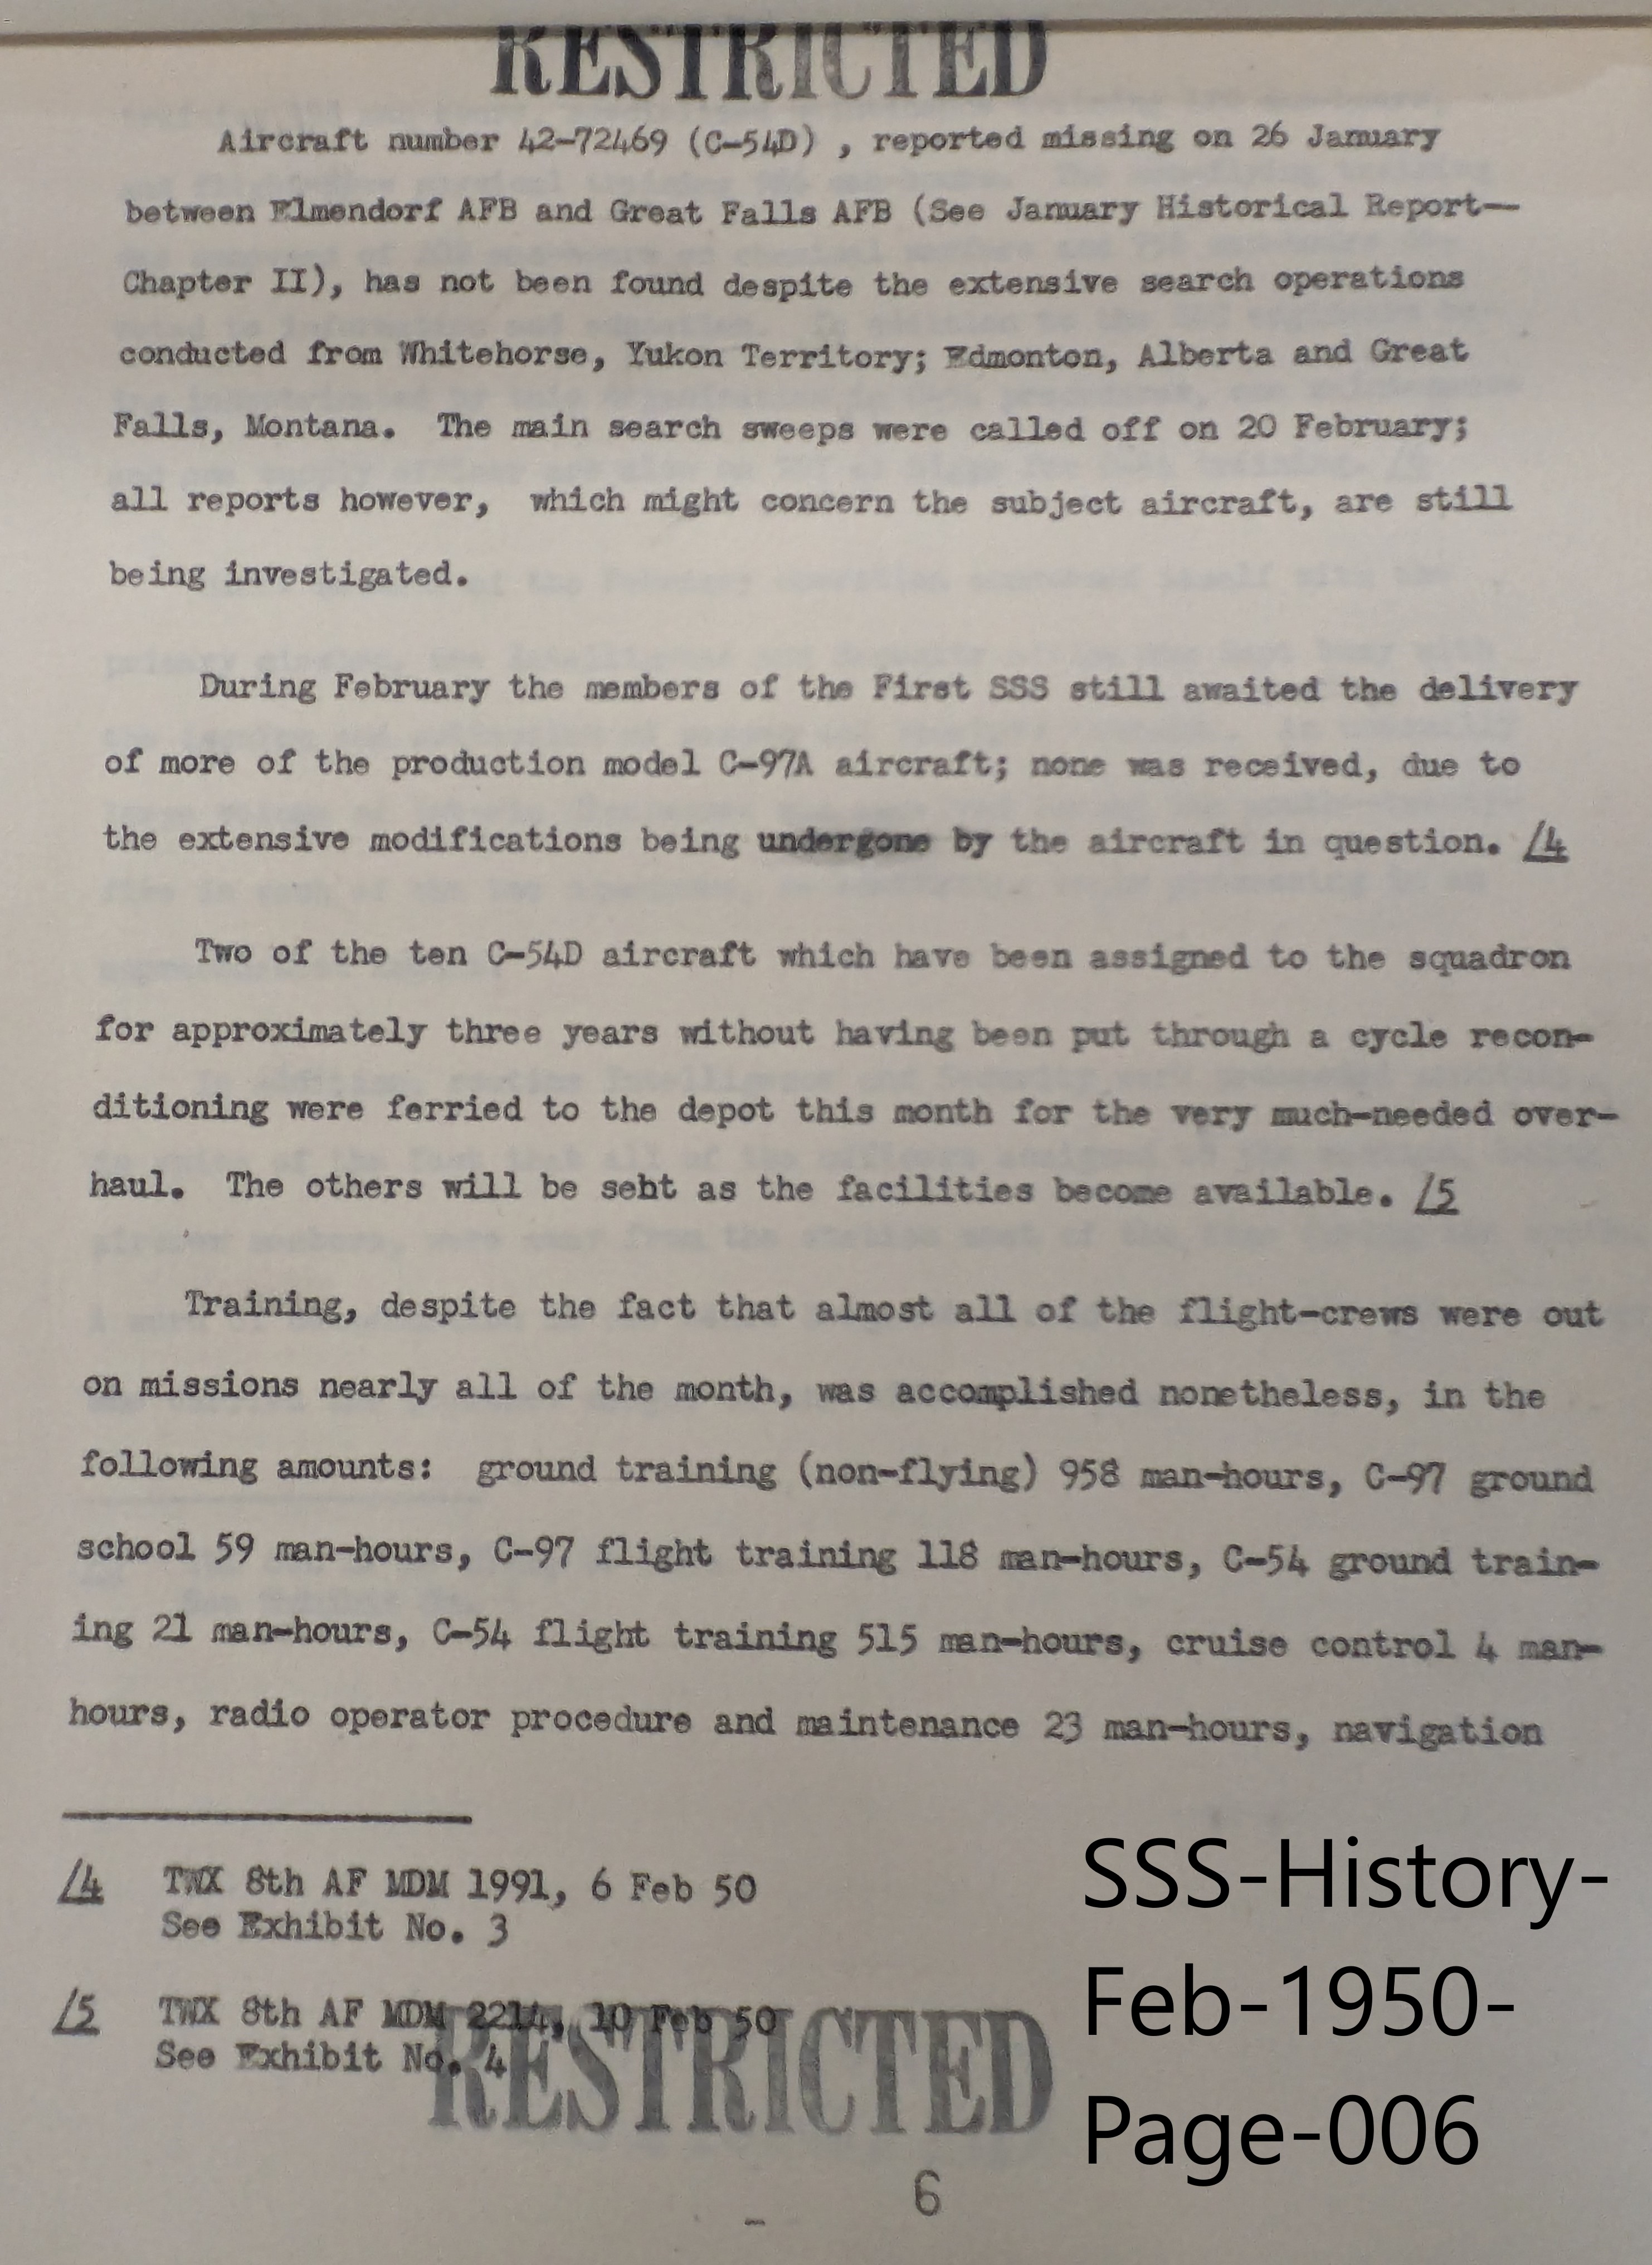 RESTRICTED
Aircraft number 42-72469 (C-54D) , reported missing on 26 January
between Elmendorf AFB and Great Falls AFB (See January Historical Report—
Chapter II), has not been found despite the extensive search operations
conducted from Whitehorse, Yukon Territory; Edmonton, Alberta and Great
Falls, Montana. The main search sweeps were called off on 20 February;
all reports however, which might concern the subject aircraft, are still
being investigated.
During February the members of the First SSS still awaited the delivery
of more of the production model C-97A aircraft; none was received, due to
the extensive modifications being undergone by the aircraft in question. /4
Two of the ten C-54D aircraft which have been assigned to the squadron
for approximately three years without having been put through a cycle recon-
ditioning were ferried to the depot this month for the very much-needed over-
haul. The others will be seht as the facilities become available. /5
Training, despite the fact that almost all of the flight-crews were out
on missions nearly all of the month, was accomplished nonetheless, in the
following amounts: ground training (non-flying) 958 man-hours, C-97 ground
school 59 man-hours, C-97 flight training 118 man-hours, C-54 ground train-
ing 21 man-hours, C-54 flight training 515 man-hours, cruise control 4 man-
hours, radio operator procedure and maintenance 23 man-hours, navigation
/4 TWX 8th AF MDM 1991, 6 Feb 50
See Exhibit No. 3
/5 TWX 8th AF MDM 2214, 10 Feb 50
See Exhibit No. 4
RESTRICTED
6
SSS-History-
Feb-1950-
Page-006